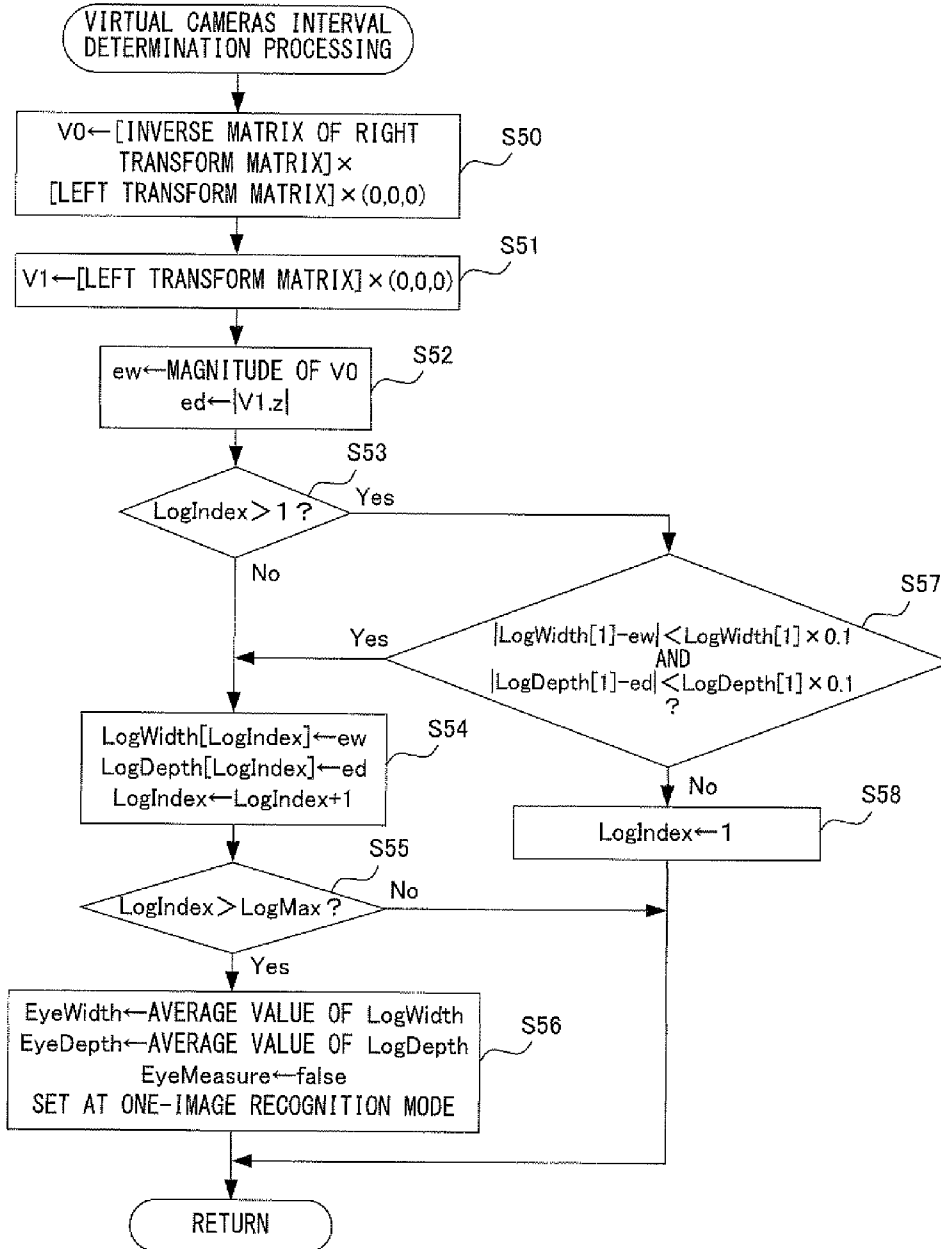 VIRTUAL CAMERAS INTERVAL
DETERMINATION PROCESSING
V0←[INVERSE MATRIX OF RIGHT
TRANSFORM MATRIX]×
[LEFT TRANSFORM MATRIX]×(0,0,0)
S50
V1←[LEFT TRANSFORM MATRIX]×(0,0,0)
S51
ew←MAGNITUDE OF V0
ed←|V1.z|
S52
LogIndex>1?
S53
Yes
No
|LogWidth[1]-ew|<LogWidth[1]×0.1
AND
|LogDepth[1]-ed|<LogDepth[1]×0.1
?
S57
Yes
No
LogWidth[LogIndex]←ew
LogDepth[LogIndex]←ed
LogIndex←LogIndex+1
S54
LogIndex←1
S58
LogIndex>LogMax?
S55
No
Yes
EyeWidth←AVERAGE VALUE OF LogWidth
EyeDepth←AVERAGE VALUE OF LogDepth
EyeMeasure←false
SET AT ONE-IMAGE RECOGNITION MODE
S56
RETURN